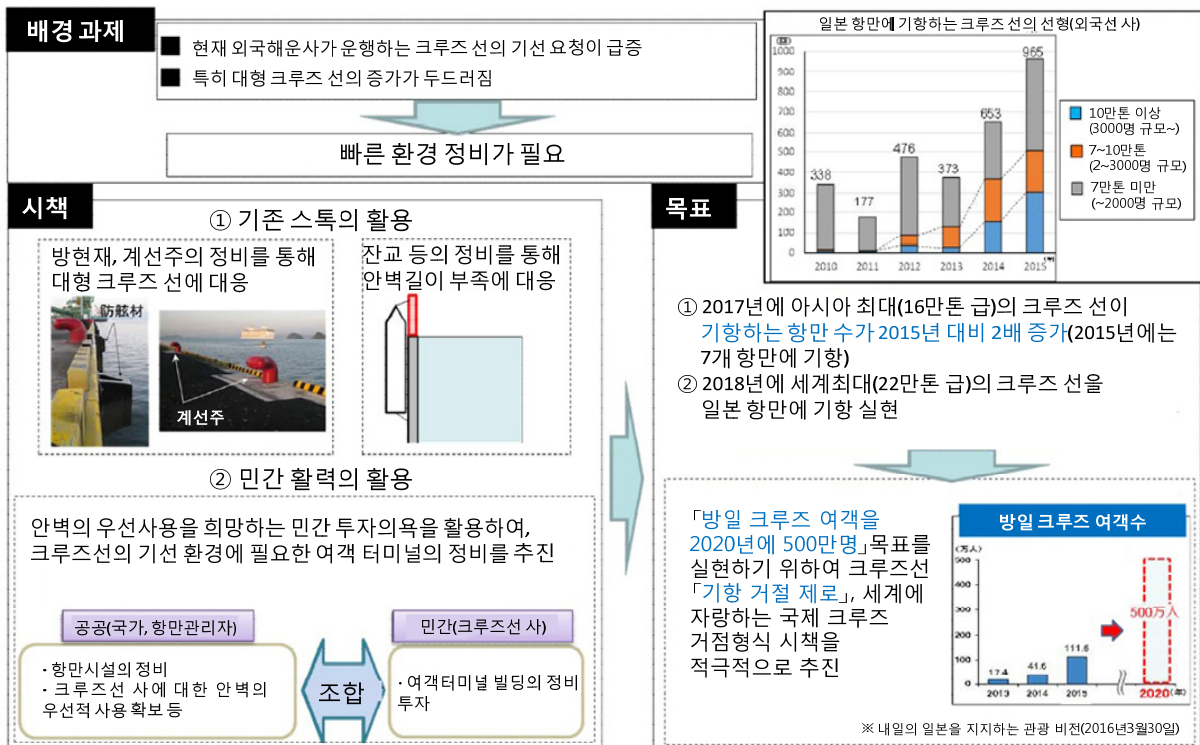 배경 과제
■ 현재 외국해운사가 운행하는 크루즈 선의 기선 요청이 급증
■ 특히 대형 크루즈 선의 증가가 두드러짐
빠른 환경 정비가 필요
일본 항만에 기항하는 크루즈 선의 선형(외국선 사)
(回)
1000
900
800
700
600
500
400
300
200
100
0
338
177
476
373
653
965
2010
2011
2012
2013
2014
2015
(年)
10만톤 이상
(3000명 규모~)
7~10만톤
(2~3000명 규모)
7만톤 미만
(~2000명 규모)
시책
① 기존 스톡의 활용
방현재, 계선주의 정비를 통해
대형 크루즈 선에 대응
防舷材
계선주
잔교 등의 정비를 통해
안벽길이 부족에 대응
② 민간 활력의 활용
안벽의 우선사용을 희망하는 민간 투자의욕을 활용하여,
크루즈선의 기선 환경에 필요한 여객 터미널의 정비를 추진
공공(국가, 항만관리자)
· 항만시설의 정비
· 크루즈선 사에 대한 안벽의
우선적 사용확보 등
조합
민간(크루즈선 사)
· 여객터미널 빌딩의 정비
투자
목표
① 2017년에 아시아 최대(16만톤 급)의 크루즈 선이
기항하는 항만 수가 2015년 대비 2배 증가(2015년에는
7개 항만에 기항)
② 2018년에 세계최대(22만톤 급)의 크루즈 선을
일본 항만에 기항 실현
「방일 크루즈 여객을
2020년에 500만명」목표를
실현하기 위하여 크루즈선
「기항 거절 제로」, 세계에
자랑하는 국제 크루즈
거점형식 시책을
적극적으로 추진
방일 크루즈 여객수
(万人)
500
400
300
200
100
0
17.4
41.6
111.6
500万人
2013
2014
2015
2020
(年)
※ 내일의 일본을 지지하는 관광 비전(2016년3월30일)